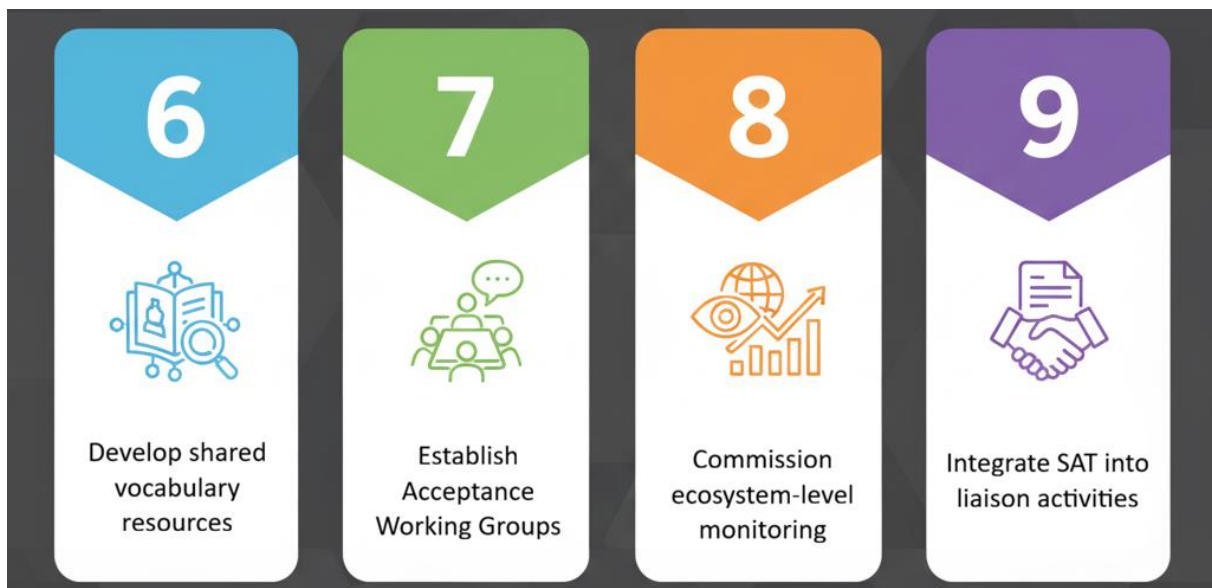 6
Develop shared
vocabulary
resources
7
Establish
Acceptance
Working Groups
8
Commission
ecosystem-level
monitoring
9
Integrate SAT into
liaison activities